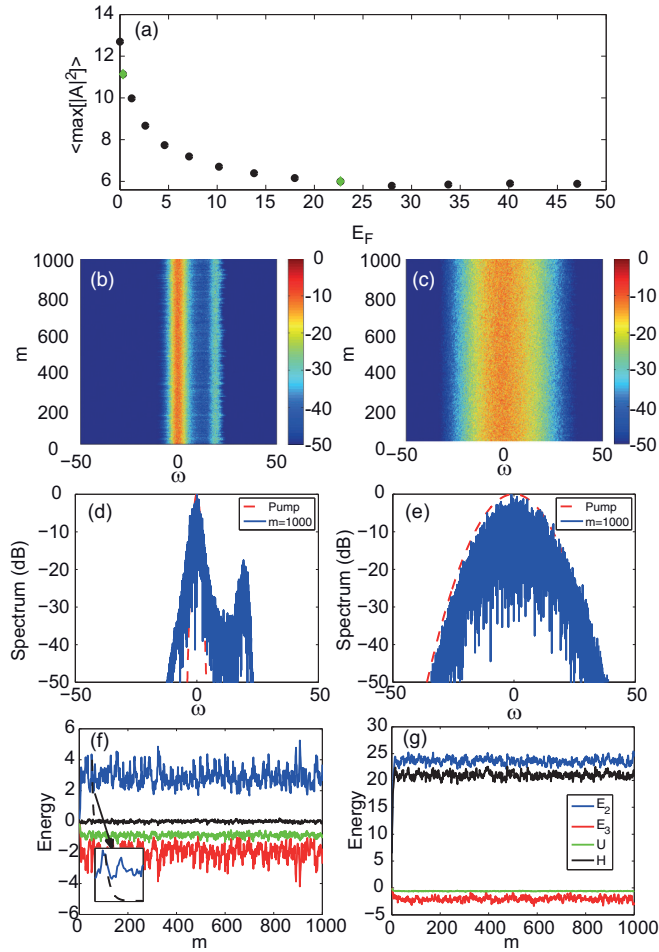 (a)
<max[|A|²]>
14
12
10
8
6
0 5 10 15 20 25 30 35 40 45 50
E_F
(b)
m
1000
800
600
400
200
0
-50 0 50
ω
0
-10
-20
-30
-40
-50
(c)
m
1000
800
600
400
200
0
-50 0 50
ω
0
-10
-20
-30
-40
-50
(d)
Spectrum (dB)
0
-10
-20
-30
-40
-50
-50 0 50
ω
Pump
m=1000
(e)
Spectrum (dB)
0
-10
-20
-30
-40
-50
-50 0 50
ω
Pump
m=1000
(f)
Energy
6
4
2
0
-2
-4
-6
0 200 400 600 800 1000
m
(g)
Energy
30
25
20
15
10
5
0
-5
0 200 400 600 800 1000
m
E₂
E₃
U
H